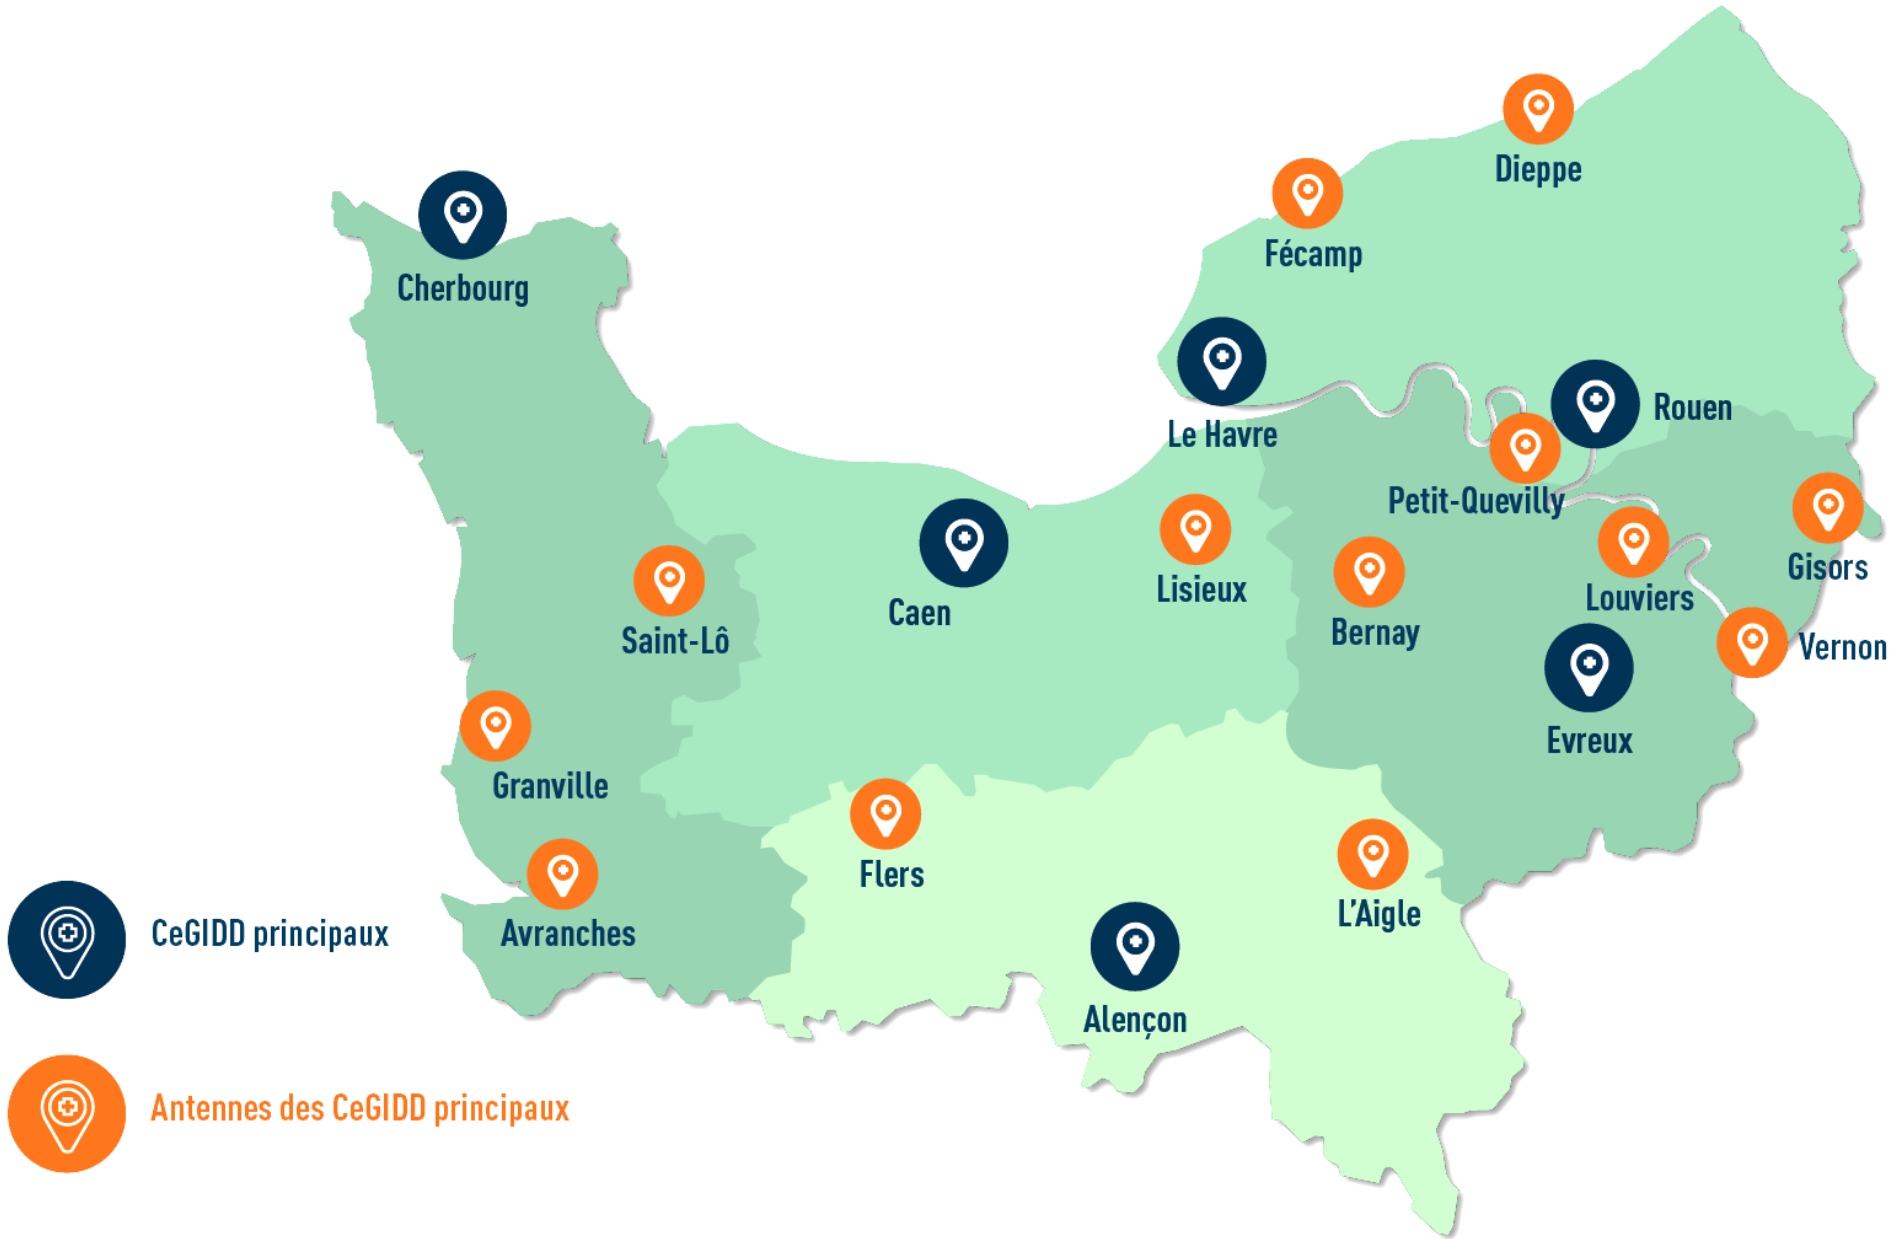 Dieppe
Fécamp
Cherbourg
Le Havre
Rouen
Petit-Quevilly
Gisors
Louviers
Lisieux
Caen
Bernay
Saint-Lô
Vernon
Evreux
Granville
Flers
L'Aigle
Avranches
Alençon
CeGIDD principaux
Antennes des CeGIDD principaux